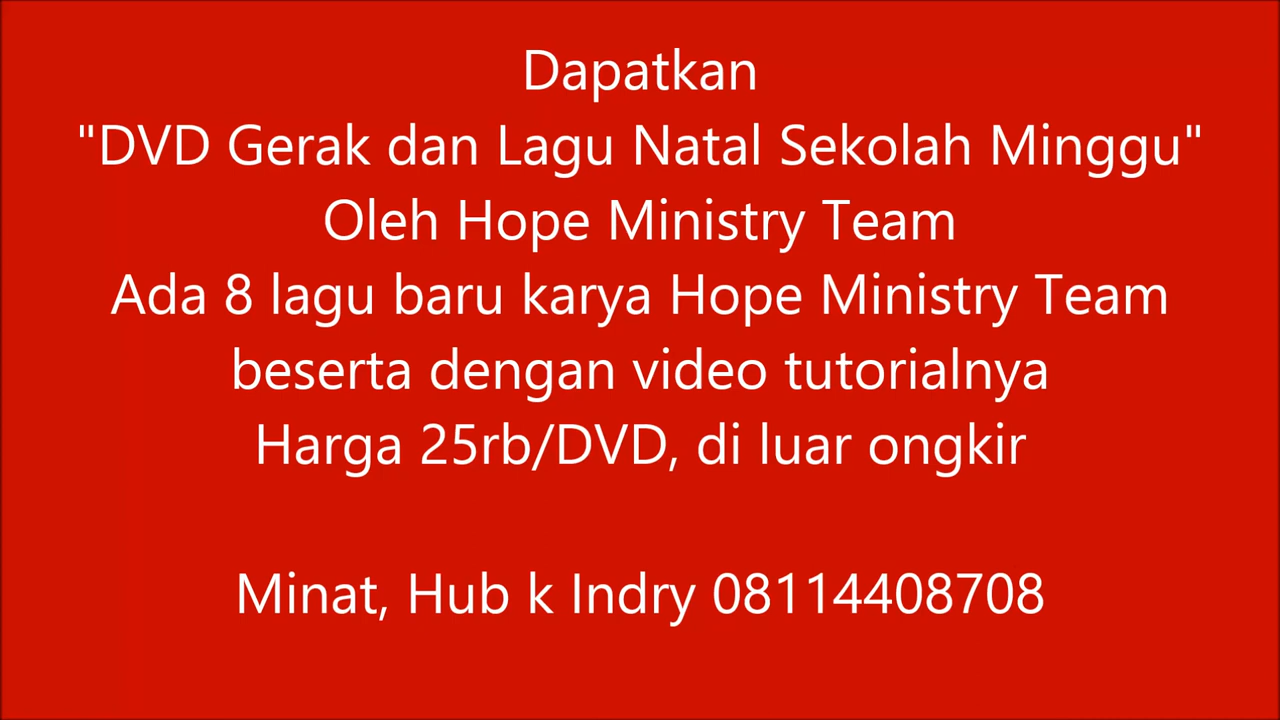 Dapatkan
"DVD Gerak dan Lagu Natal Sekolah Minggu"
Oleh Hope Ministry Team
Ada 8 lagu baru karya Hope Ministry Team
beserta dengan video tutorialnya
Harga 25rb/DVD, di luar ongkir
Minat, Hub k Indry 08114408708